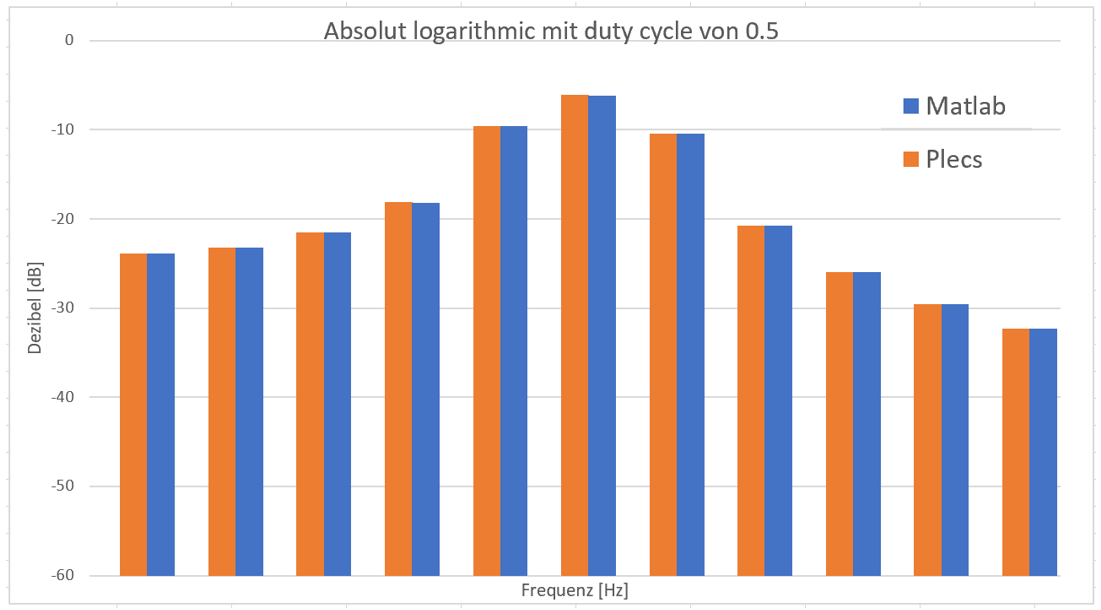 Absolut logarithmic mit duty cycle von 0.5
0
-10
-20
-30
-40
-50
-60
Dezibel [dB]
Matlab
Plecs
Frequenz [Hz]